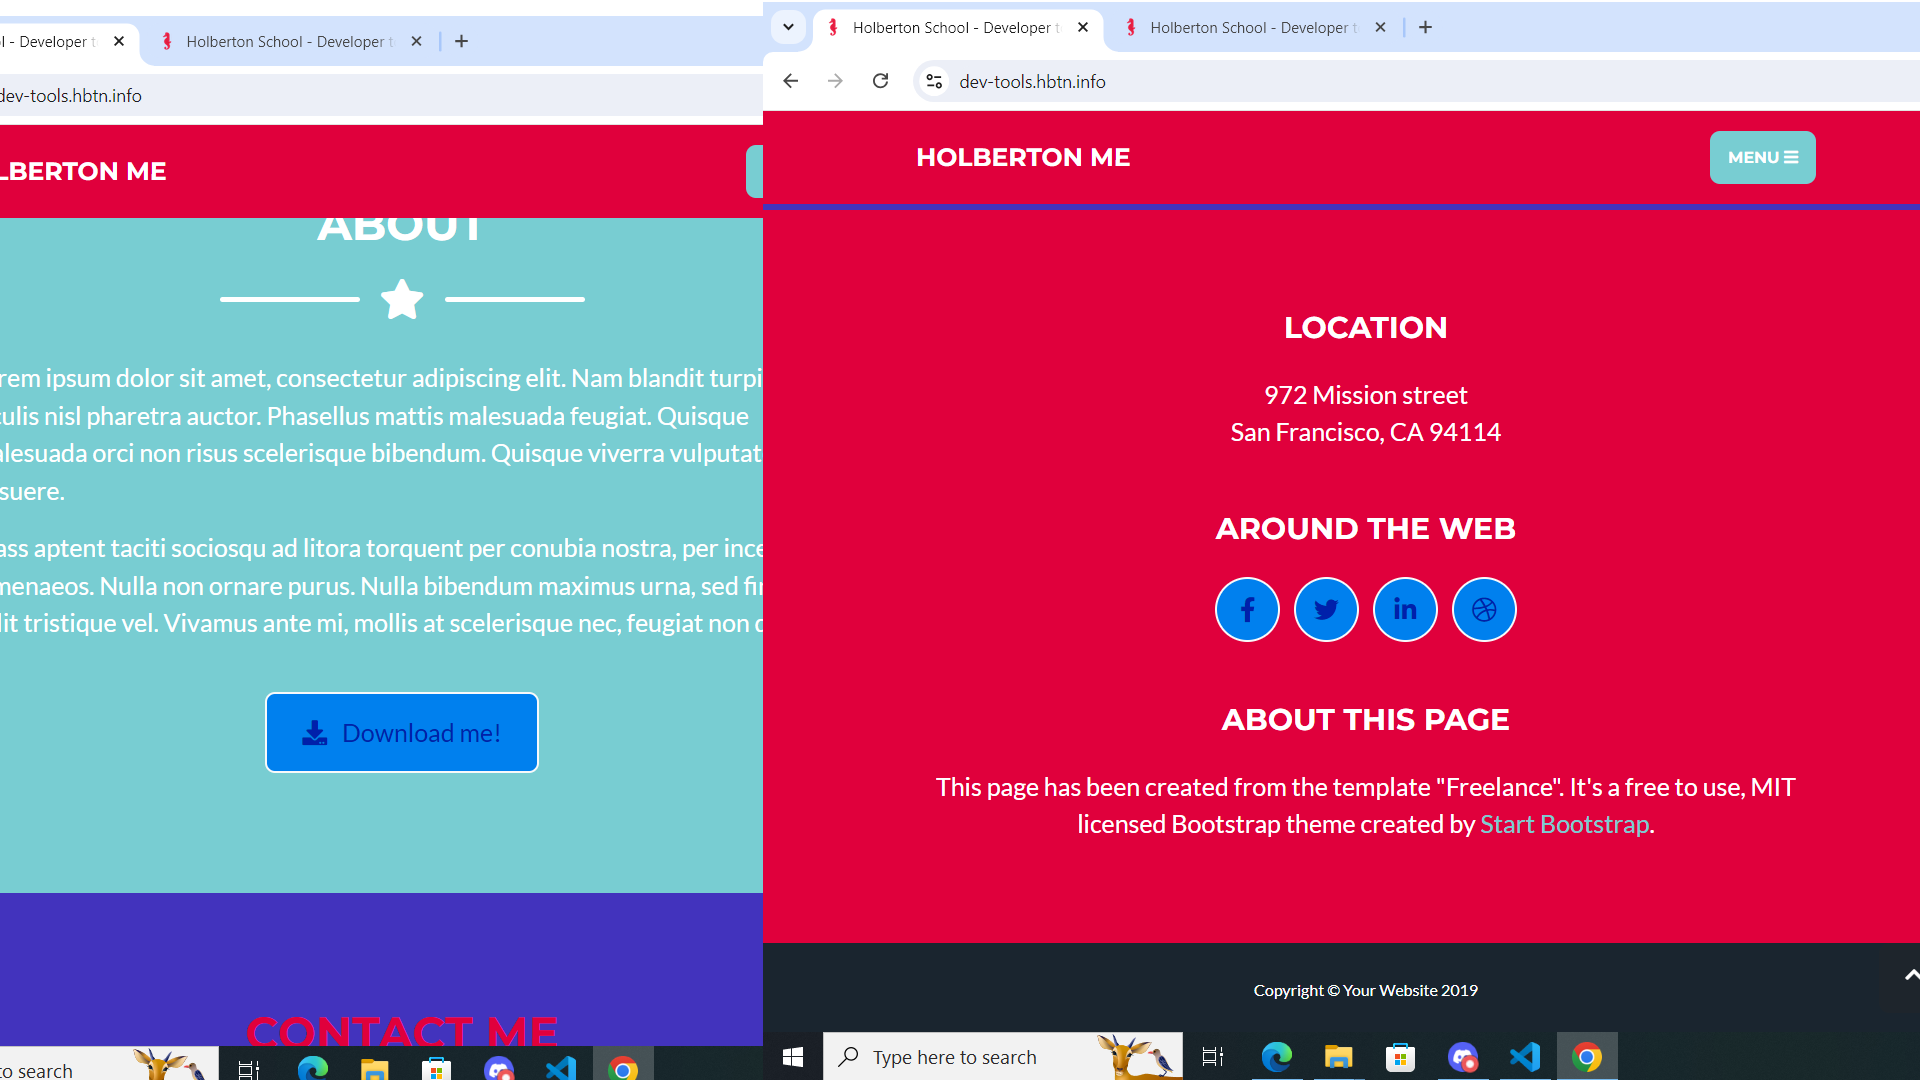 l - Developer t
Holberton School - Developer t
dev-tools.hbtn.info
LBERTON ME
ABOUT
rem ipsum dolor sit amet, consectetur adipiscing elit. Nam blandit turpi
culis nisl pharetra auctor. Phasellus mattis malesuada feugiat. Quisque
alesuada orci non risus scelerisque bibendum. Quisque viverra vulputat
suere.
ass aptent taciti sociosqu ad litora torquent per conubia nostra, per ince
menaeos. Nulla non ornare purus. Nulla bibendum maximus urna, sed fin
lit tristique vel. Vivamus ante mi, mollis at scelerisque nec, feugiat non
Download me!
CONTACT ME
to search
Holberton School - Developer t
Holberton School - Developer t
dev-tools.hbtn.info
HOLBERTON ME
MENU
LOCATION
972 Mission street
San Francisco, CA 94114
AROUND THE WEB
ABOUT THIS PAGE
This page has been created from the template "Freelance". It's a free to use, MIT
licensed Bootstrap theme created by Start Bootstrap.
Copyright © Your Website 2019
Type here to search